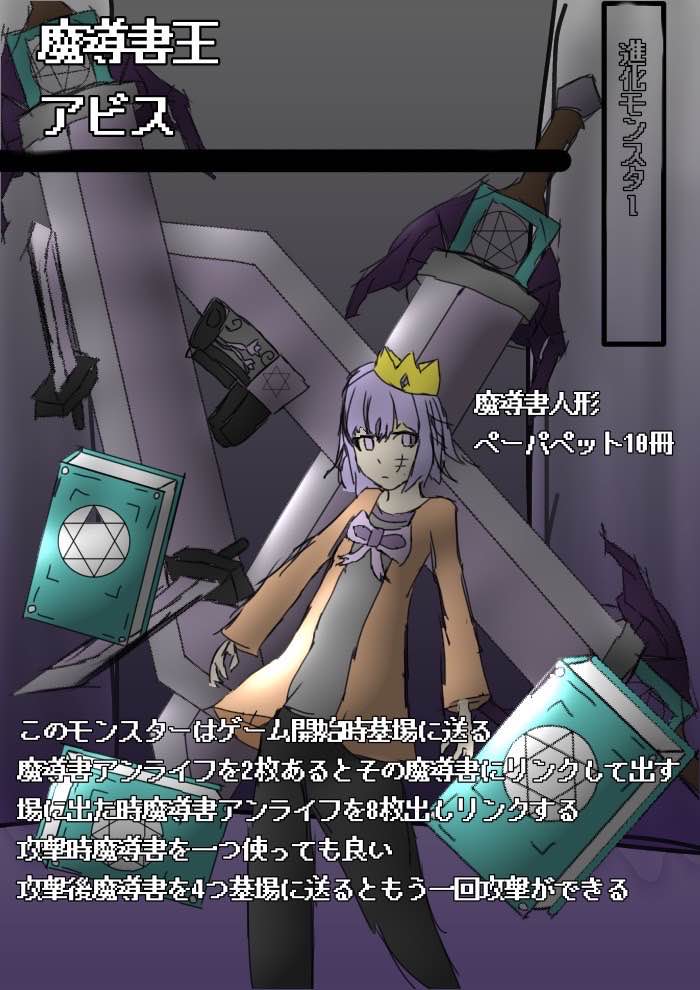 魔導書王
アビス
進化モンスター
魔導書人形
ペーパペット10冊
このモンスターはゲーム開始時墓場に送る
魔導書アンライフを2枚あるとその魔導書にリンクして出す
場に出た時魔導書アンライフを8枚出しリンクする
攻撃時魔導書を一つ使っても良い
攻撃後魔導書を4つ墓場に送るともう一回攻撃ができる